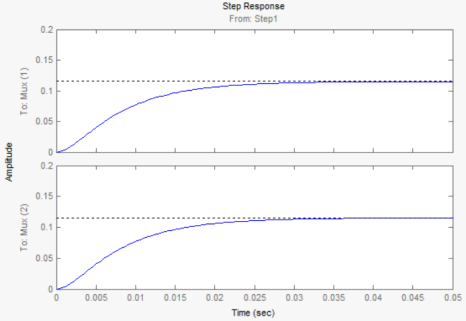 Step Response
From: Step1
0.2
0.15
0.1
0.05
0
To: Mux (1)
Amplitude
0.2
0.15
0.1
0.05
0
To: Mux (2)
0 0.005 0.01 0.015 0.02 0.025 0.03 0.035 0.04 0.045 0.05
Time (sec)